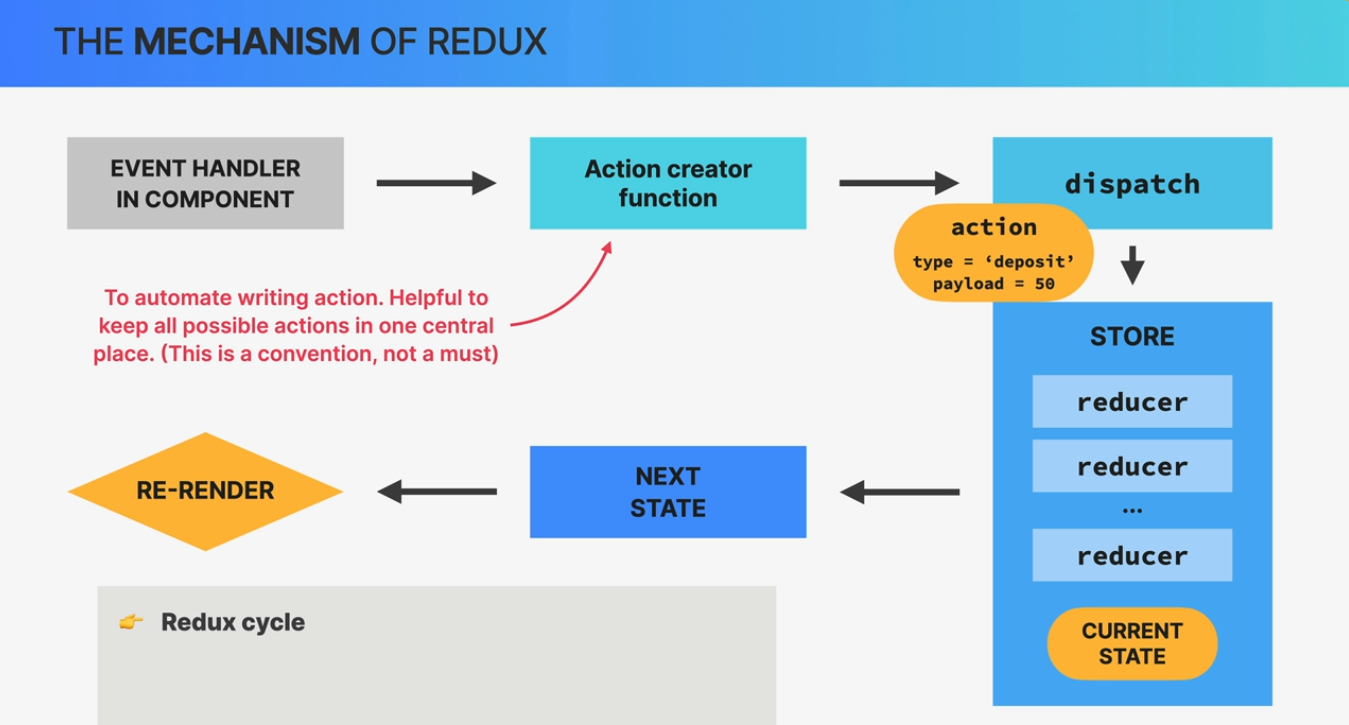 THE MECHANISM OF REDUX
EVENT HANDLER
IN COMPONENT
Action creator
function
dispatch
action
type = ‘deposit’
payload = 50
To automate writing action. Helpful to
keep all possible actions in one central
place. (This is a convention, not a must)
STORE
reducer
reducer
...
reducer
CURRENT
STATE
NEXT
STATE
RE-RENDER
👉 Redux cycle